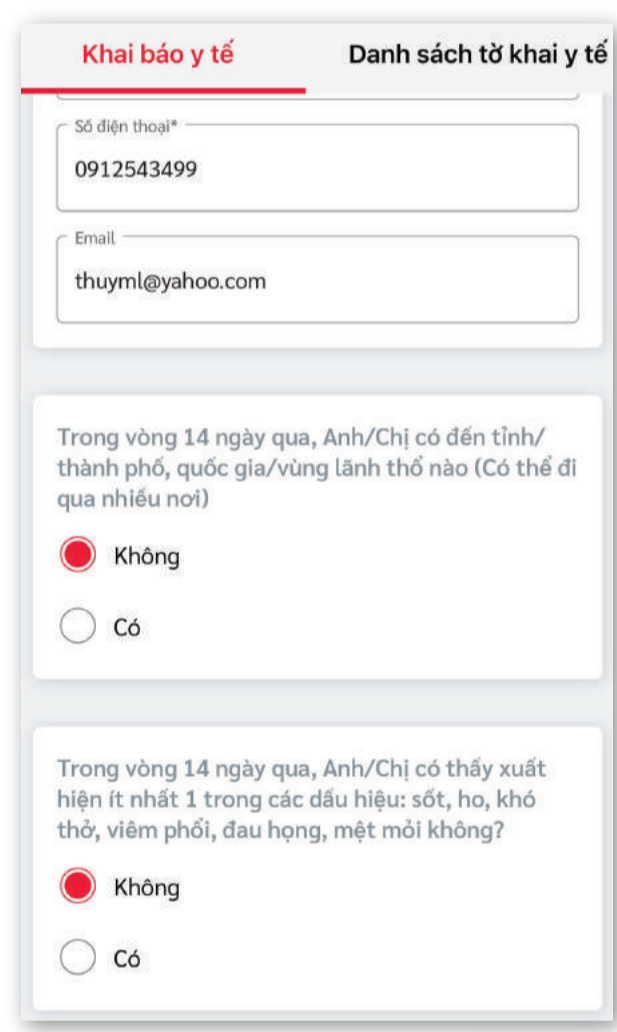 Khai báo y tế
Danh sách tờ khai y tế
Số điện thoại*
0912543499
Email
thuyml@yahoo.com
Trong vòng 14 ngày qua, Anh/Chị có đến tỉnh/
thành phố, quốc gia/vùng lãnh thổ nào (Có thể đi
qua nhiều nơi)
Không
Có
Trong vòng 14 ngày qua, Anh/Chị có thấy xuất
hiện ít nhất 1 trong các dấu hiệu: sốt, ho, khó
thở, viêm phổi, đau họng, mệt mỏi không?
Không
Có